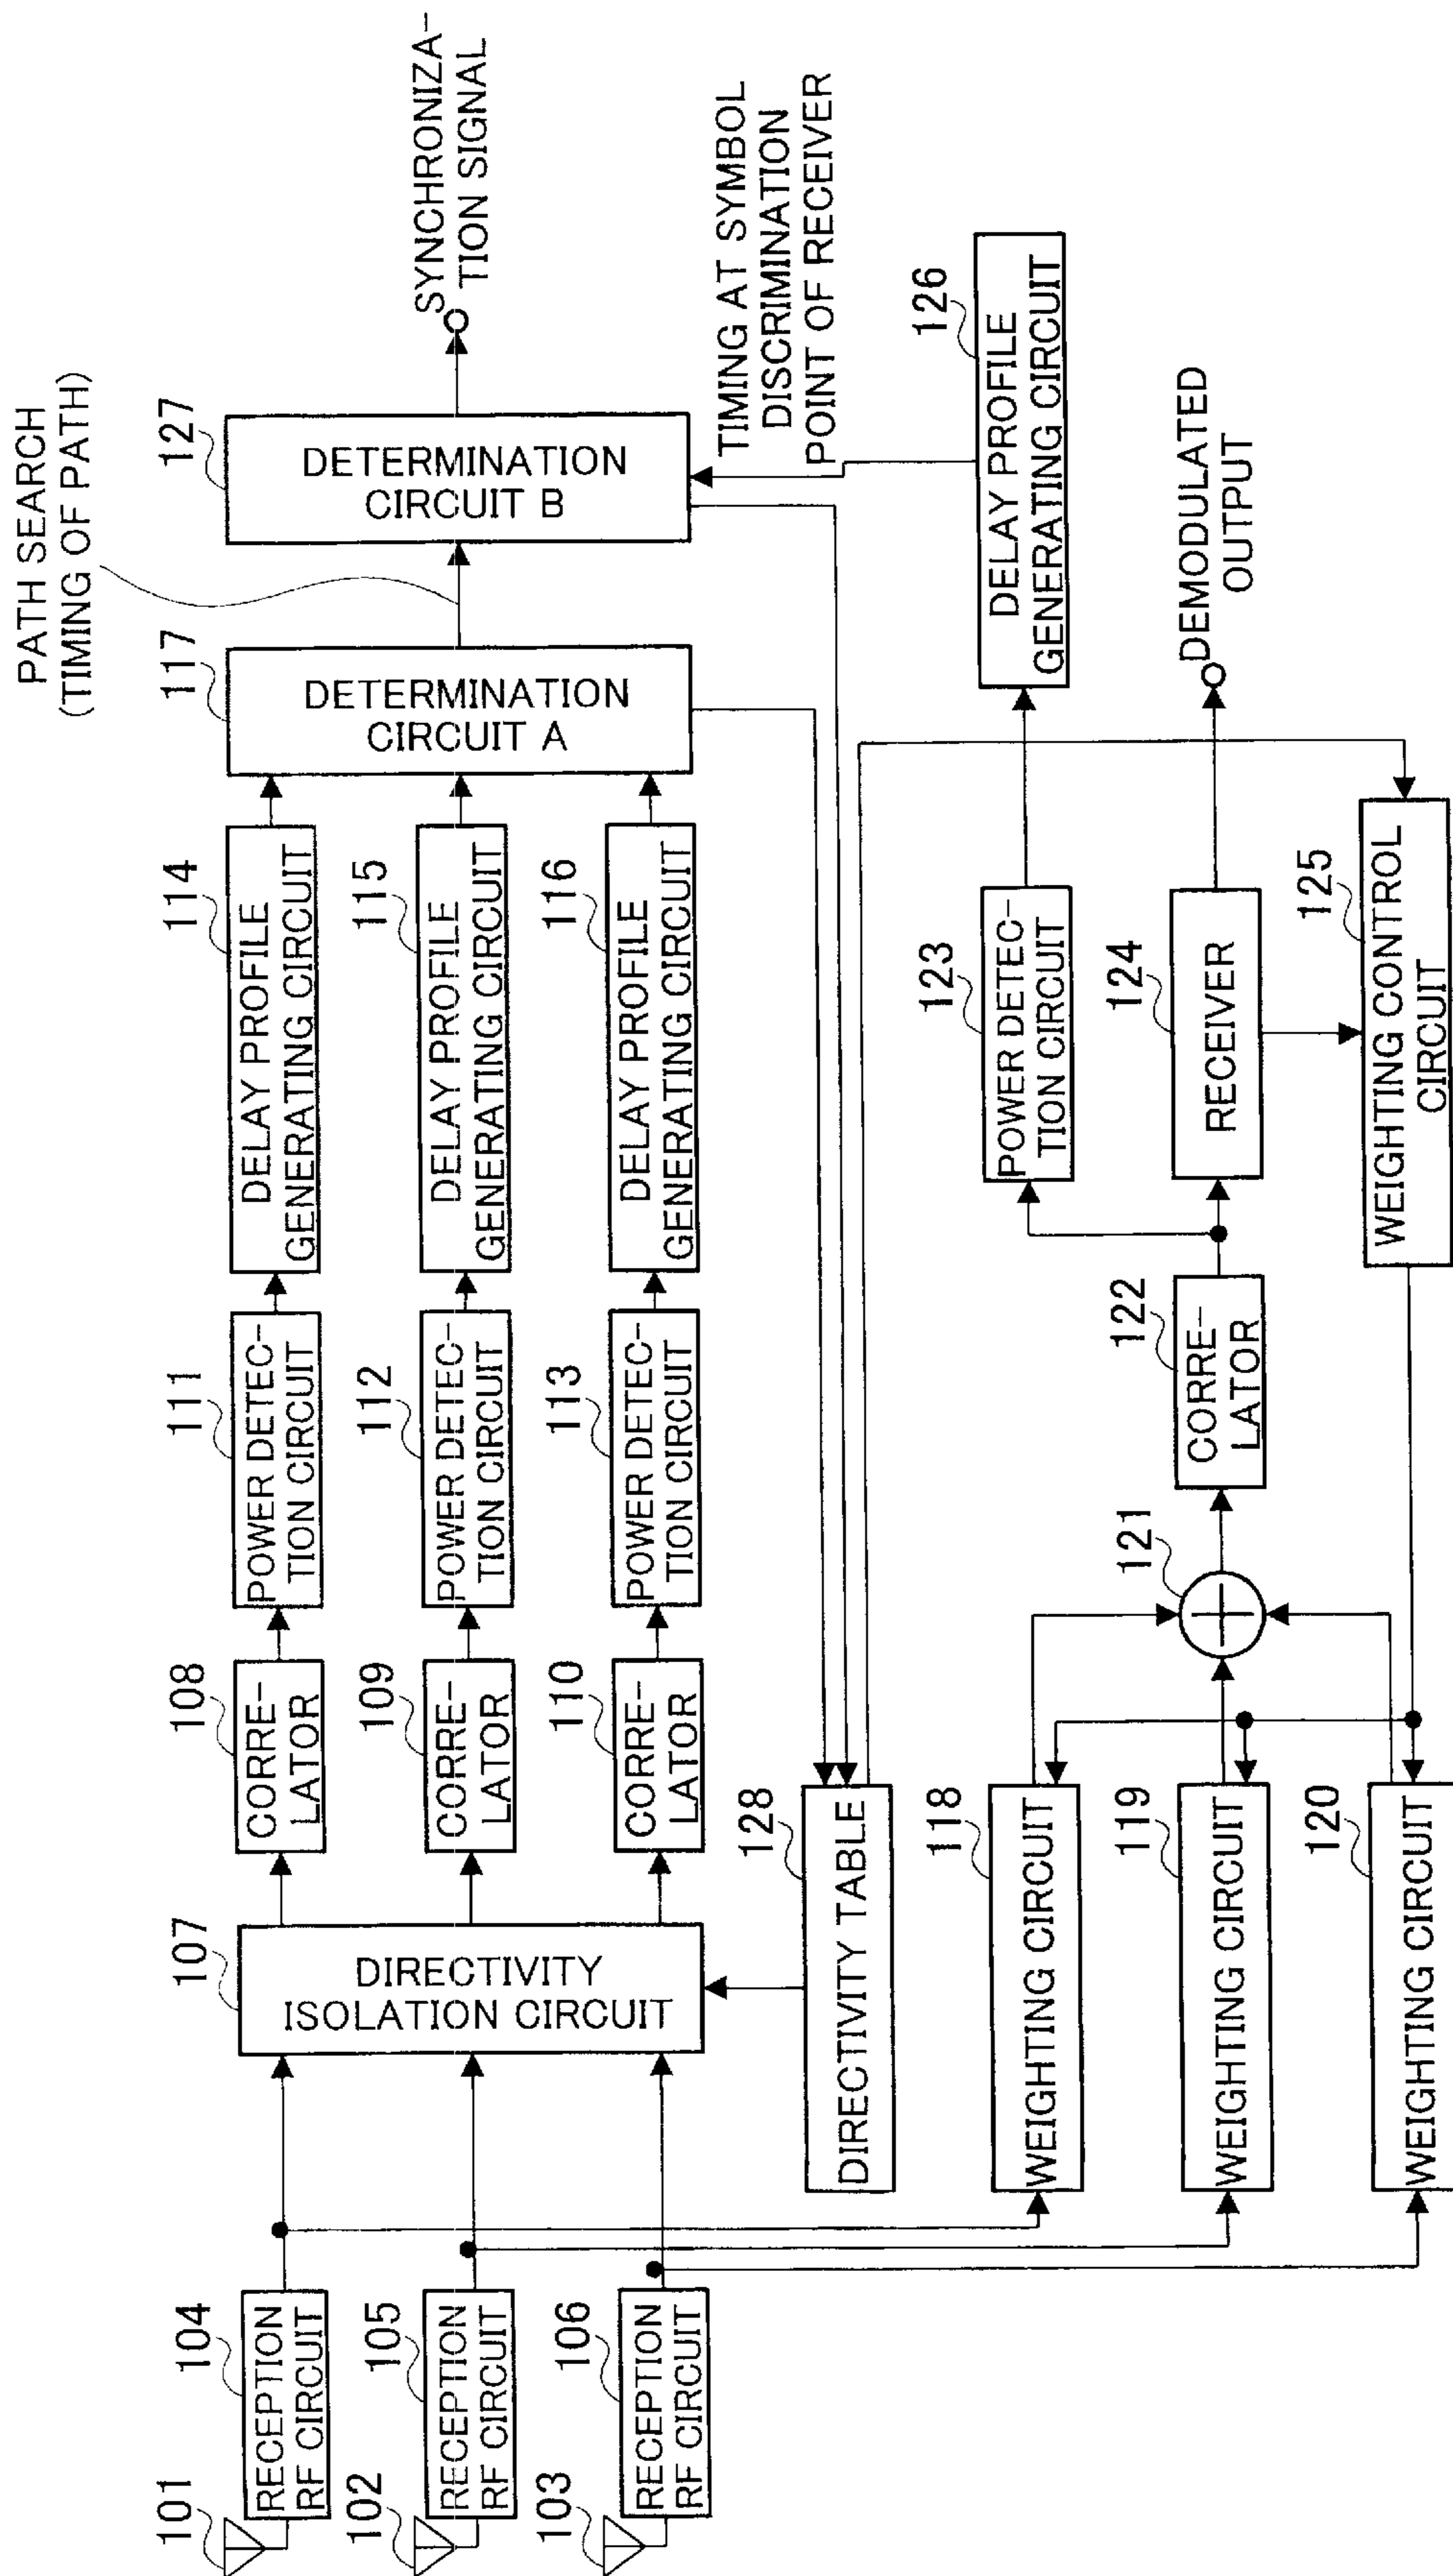 PATH SEARCH
(TIMING OF PATH)
101
104
RECEPTION
RF CIRCUIT
107
DIRECTIVITY
ISOLATION CIRCUIT
108
CORRE-
LATOR
111
POWER DETEC-
TION CIRCUIT
114
DELAY PROFILE
GENERATING CIRCUIT
117
DETERMINATION
CIRCUIT A
127
DETERMINATION
CIRCUIT B
SYNCHRONIZA-
TION SIGNAL
102
105
RECEPTION
RF CIRCUIT
109
CORRE-
LATOR
112
POWER DETEC-
TION CIRCUIT
115
DELAY PROFILE
GENERATING CIRCUIT
103
106
RECEPTION
RF CIRCUIT
110
CORRE-
LATOR
113
POWER DETEC-
TION CIRCUIT
116
DELAY PROFILE
GENERATING CIRCUIT
TIMING AT SYMBOL
DISCRIMINATION
POINT OF RECEIVER
128
DIRECTIVITY TABLE
118
WEIGHTING CIRCUIT
123
POWER DETEC-
TION CIRCUIT
126
DELAY PROFILE
GENERATING CIRCUIT
119
WEIGHTING CIRCUIT
121
122
CORRE-
LATOR
124
RECEIVER
DEMODULATED
OUTPUT
120
WEIGHTING CIRCUIT
125
WEIGHTING CONTROL
CIRCUIT